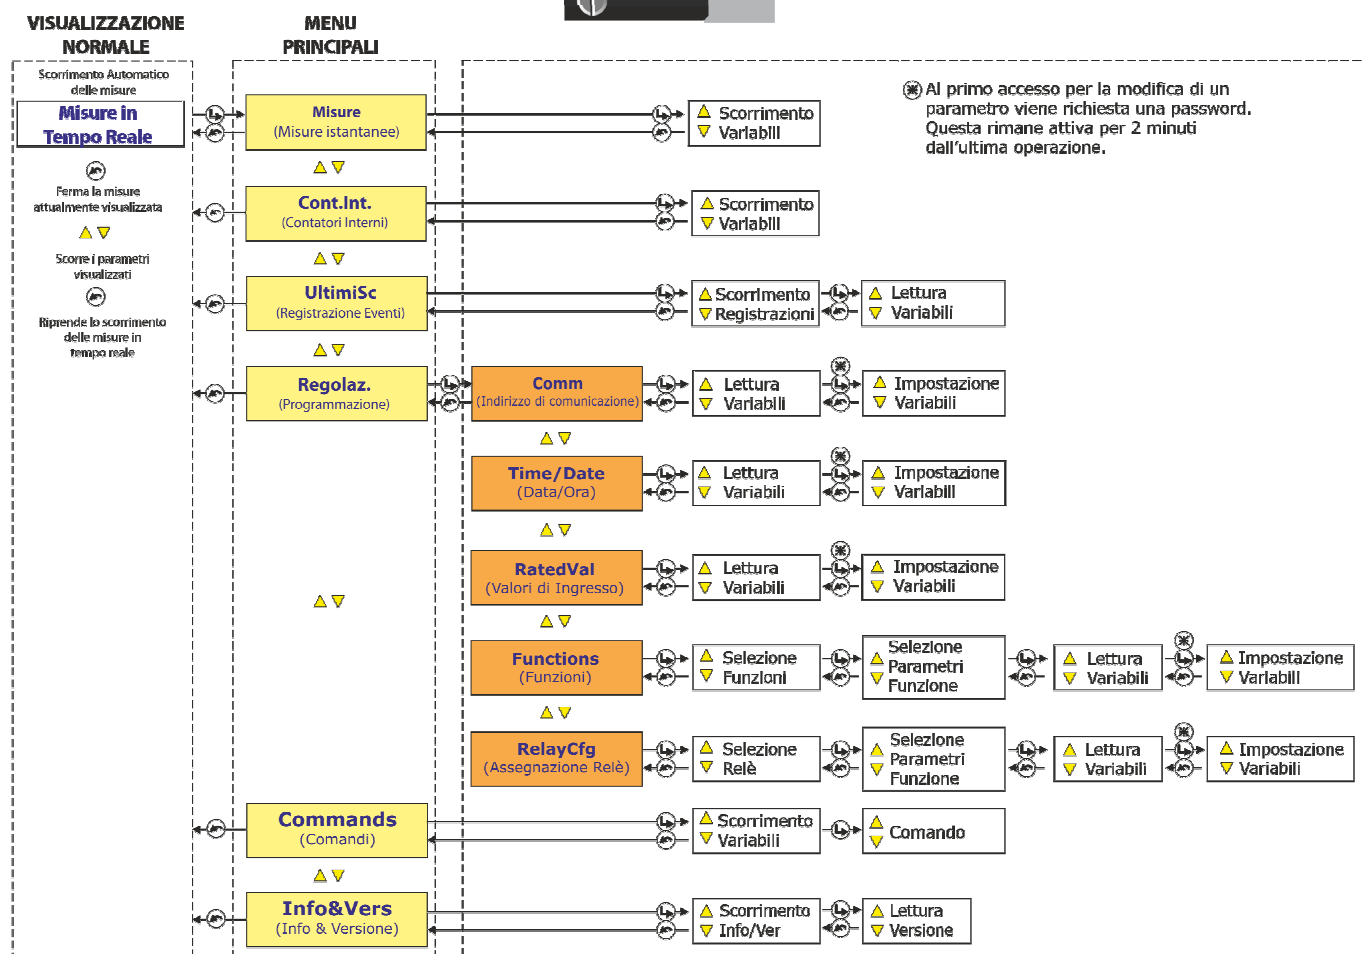 VISUALIZZAZIONE
NORMALE
MENU
PRINCIPALI
Scorrimento Automatico
delle misure
Misure in
Tempo Reale
Ferma la misure
attualmente visualizzata
Scorre i parametri
visualizzati
Riprende lo scorrimento
delle misure in
tempo reale
Misure
(Misure istantanee)
Scorrimento
Variabili
Al primo accesso per la modifica di un
parametro viene richiesta una password.
Questa rimane attiva per 2 minuti
dall'ultima operazione.
Cont.Int.
(Contatori Interni)
Scorrimento
Variabili
UltimiSc
(Registrazione Eventi)
Scorrimento
Registrazioni
Lettura
Variabili
Regolaz.
(Programmazione)
Comm
(Indirizzo di comunicazione)
Lettura
Variabili
Impostazione
Variabili
Time/Date
(Data/Ora)
Lettura
Variabili
Impostazione
Variabili
RatedVal
(Valori di Ingresso)
Lettura
Variabili
Impostazione
Variabili
Functions
(Funzioni)
Selezione
Funzioni
Selezione
Parametri
Funzione
Lettura
Variabili
Impostazione
Variabili
RelayCfg
(Assegnazione Relè)
Selezione
Relè
Selezione
Parametri
Funzione
Lettura
Variabili
Impostazione
Variabili
Commands
(Comandi)
Scorrimento
Variabili
Comando
Info&Vers
(Info & Versione)
Scorrimento
Info/Ver
Lettura
Versione